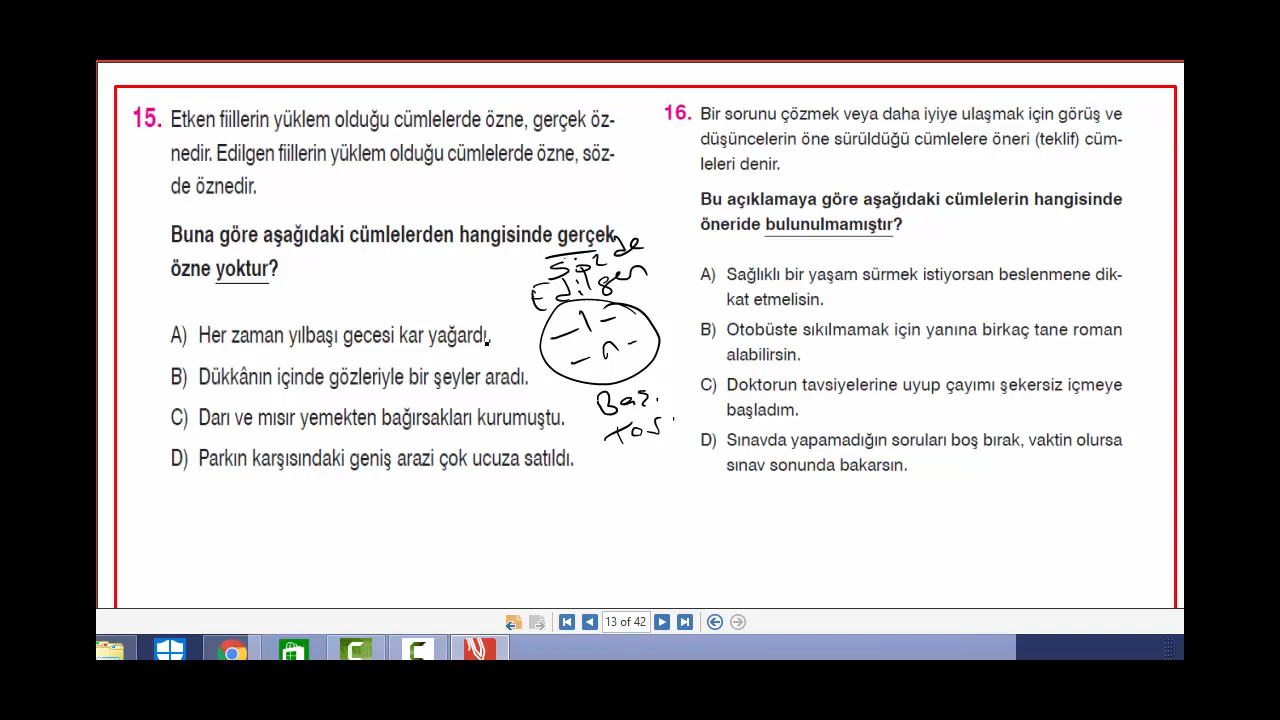 15. Etken fiillerin yüklem olduğu cümlelerde özne, gerçek öz-
nedir. Edilgen fiillerin yüklem olduğu cümlelerde özne, söz-
de öznedir.
Buna göre aşağıdaki cümlelerden hangisinde gerçek
özne yoktur?
A) Her zaman yılbaşı gecesi kar yağardı.
B) Dükkânın içinde gözleriyle bir şeyler aradı.
C) Darı ve mısır yemekten bağırsakları kurumuştu.
D) Parkın karşısındaki geniş arazi çok ucuza satıldı.
Edilgen
- l -
- n -
16. Bir sorunu çözmek veya daha iyiye ulaşmak için görüş ve
düşüncelerin öne sürüldüğü cümlelere öneri (teklif) cüm-
leleri denir.
Bu açıklamaya göre aşağıdaki cümlelerin hangisinde
öneride bulunulmamıştır?
A) Sağlıklı bir yaşam sürmek istiyorsan beslenmene dik-
kat etmelisin.
B) Otobüste sıkılmamak için yanına birkaç tane roman
alabilirsin.
C) Doktorun tavsiyelerine uyup çayımı şekersiz içmeye
başladım.
D) Sınavda yapamadığın soruları boş bırak, vaktin olursa
sınav sonunda bakarsın.
13 of 42